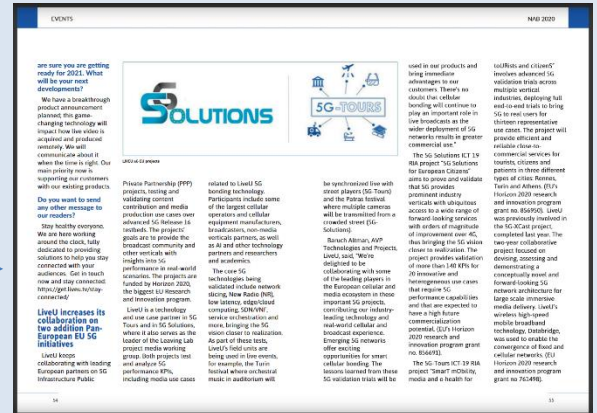 EVENTS
NAB 2020
are sure you are getting
ready for 2021. What
will be your next
developments?
We have a breakthrough
product announcement
planned; this game-
changing technology will
impact how live video is
acquired and produced
remotely. We will
communicate about it
when the time is right. Our
main priority now is
supporting our customers
with our existing products.
Do you want to send
any other message to
our readers?
Stay healthy everyone.
We are here working
around the clock, fully
dedicated to providing
solutions to help you stay
connected with your
audiences. Get in touch
now and stay connected.
https://get.liveu.tv/stay-
connected/
LiveU increases its
collaboration on
two addition Pan-
European EU 5G
initiatives
LiveU keeps
collaborating with leading
European partners on 5G
Infrastructure Public
5G SOLUTIONS
5G-TOURS
LiveU at 5G projects
Private Partnership (PPP)
projects, testing and
validating content
contribution and media
production use cases over
advanced 5G Release 16
testbeds. The projects'
goals are to provide the
broadcast community and
other verticals with
insights into 5G
performance in real-world
scenarios. The projects are
funded by Horizon 2020,
the biggest EU Research
and Innovation program.
LiveU is a technology
and use case partner in 5G
Tours and in 5G Solutions,
where it also serves as the
leader of the Leaving Lab
project media working
group. Both projects test
and analyze 5G
performance KPIs,
including media use cases
related to LiveU 5G
bonding technology.
Participants include some
of the largest cellular
operators and cellular
equipment manufacturers,
broadcasters, non-media
verticals partners, as well
as AI and other technology
partners and researchers
and academics.
The core 5G
technologies being
validated include network
slicing, New Radio (NR),
low latency, edge/cloud
computing, SDN/VNF,
service orchestration and
more, bringing the 5G
vision closer to realization.
As part of these tests,
LiveU's field units are
being used in live events,
for example, the Turin
festival where orchestral
music in auditorium will
be synchronized live with
street players (5G Tours)
and the Patras festival
where multiple cameras
will be transmitted from a
crowded street (5G-
Solutions).
Baruch Altman, AVP
Technologies and Projects,
LiveU, said, "We're
delighted to be
collaborating with some
of the leading players in
the European cellular and
media ecosystem in these
important 5G projects,
contributing our industry-
leading technology and
real-world cellular and
broadcast experience.
Emerging 5G networks
offer exciting
opportunities for smart
cellular bonding. The
lessons learned from these
5G validation trials will be
used in our products and
bring immediate
advantages to our
customers. There's no
doubt that cellular
bonding will continue to
play an important role in
live broadcasts as the
wider deployment of 5G
networks results in greater
commercial use."
The 5G Solutions ICT 19
RIA project "5G Solutions
for European Citizens"
aims to prove and validate
that 5G provides
prominent industry
verticals with ubiquitous
access to a wide range of
forward-looking services
with orders of magnitude
of improvement over 4G,
thus bringing the 5G vision
closer to realization. The
project provides validation
of more than 140 KPIs for
20 innovative and
heterogeneous use cases
that require 5G
performance capabilities
and that are expected to
have a high future
commercialization
potential. (EU's Horizon
2020 research and
innovation program grant
no. 856691).
The 5G-Tours ICT 19 RIA
project "SmarT mObility,
media and e-health for
toURists and citizenS"
involves advanced 5G
validation trials across
multiple vertical
industries, deploying full
end-to-end trials to bring
5G to real users for
thirteen representative
use cases. The project will
provide efficient and
reliable close-to-
commercial services for
tourists, citizens and
patients in three different
types of cities: Rennes,
Turin and Athens. (EU's
Horizon 2020 research
and innovation program
grant no. 856950). LiveU
was previously involved in
the 5G-XCast project,
completed last year. The
two-year collaborative
project focused on
devising, assessing and
demonstrating a
conceptually novel and
forward-looking 5G
network architecture for
large scale immersive
media delivery. LiveU's
wireless high-speed
mobile broadband
technology, Databridge,
was used to enable the
convergence of fixed and
cellular networks. (EU
Horizon 2020 research and
innovation program
grant no 761498).
54
55